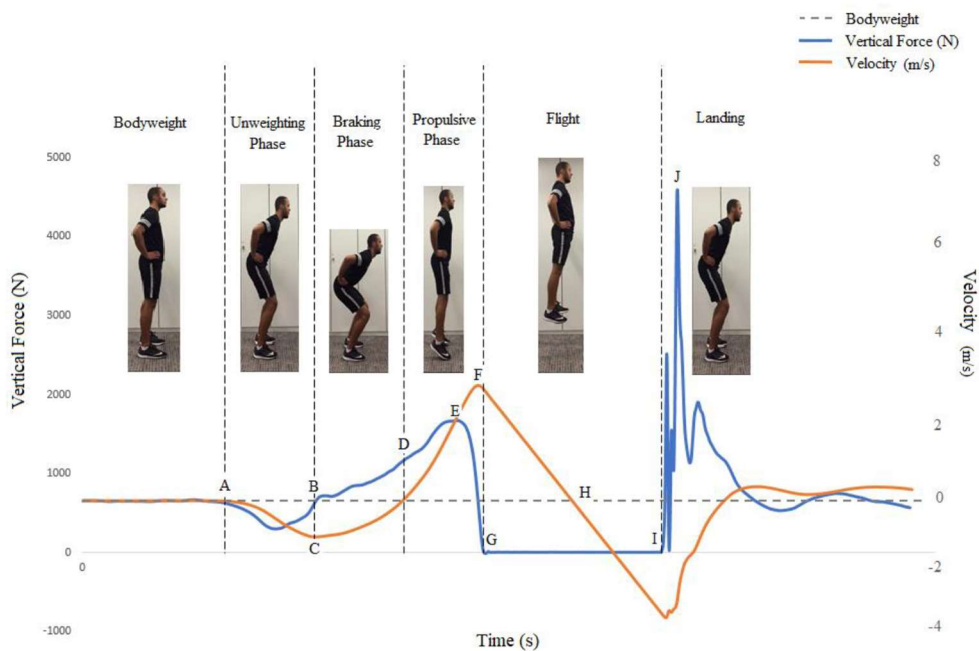 Bodyweight
Vertical Force (N)
Velocity (m/s)
Bodyweight
Unweighting
Phase
Braking
Phase
Propulsive
Phase
Flight
Landing
5000
4000
3000
2000
1000
0
-1000
Vertical Force (N)
8
6
4
2
0
-2
-4
Velocity (m/s)
A
B
C
D
E
F
G
H
I
J
0
Time (s)